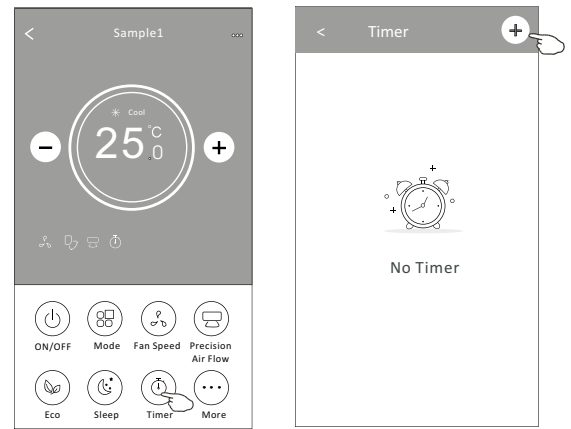 Sample1
Cool
25.0°C
ON/OFF
Mode
Fan Speed
Precision
Air Flow
Eco
Sleep
Timer
More
Timer
No Timer